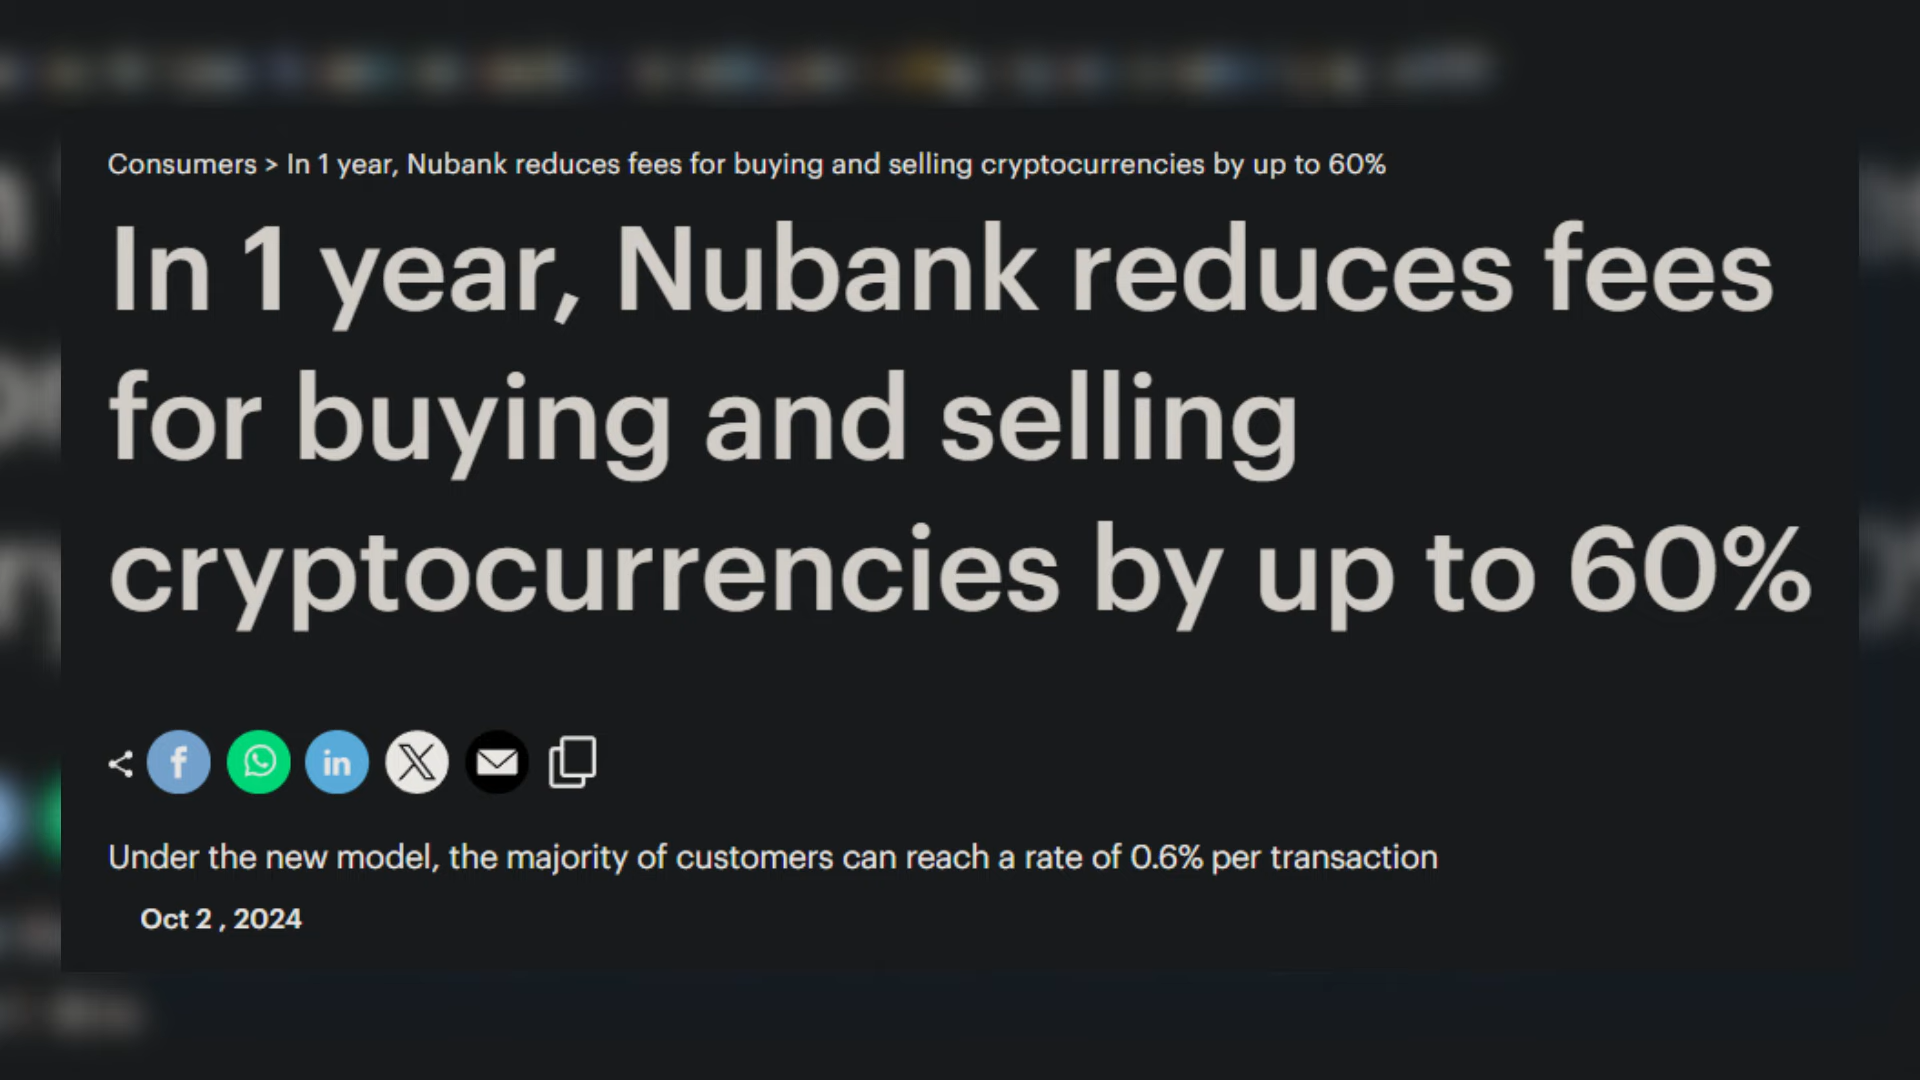 Consumers > In 1 year, Nubank reduces fees for buying and selling cryptocurrencies by up to 60%
In 1 year, Nubank reduces fees
for buying and selling
cryptocurrencies by up to 60%
Under the new model, the majority of customers can reach a rate of 0.6% per transaction
Oct 2 , 2024